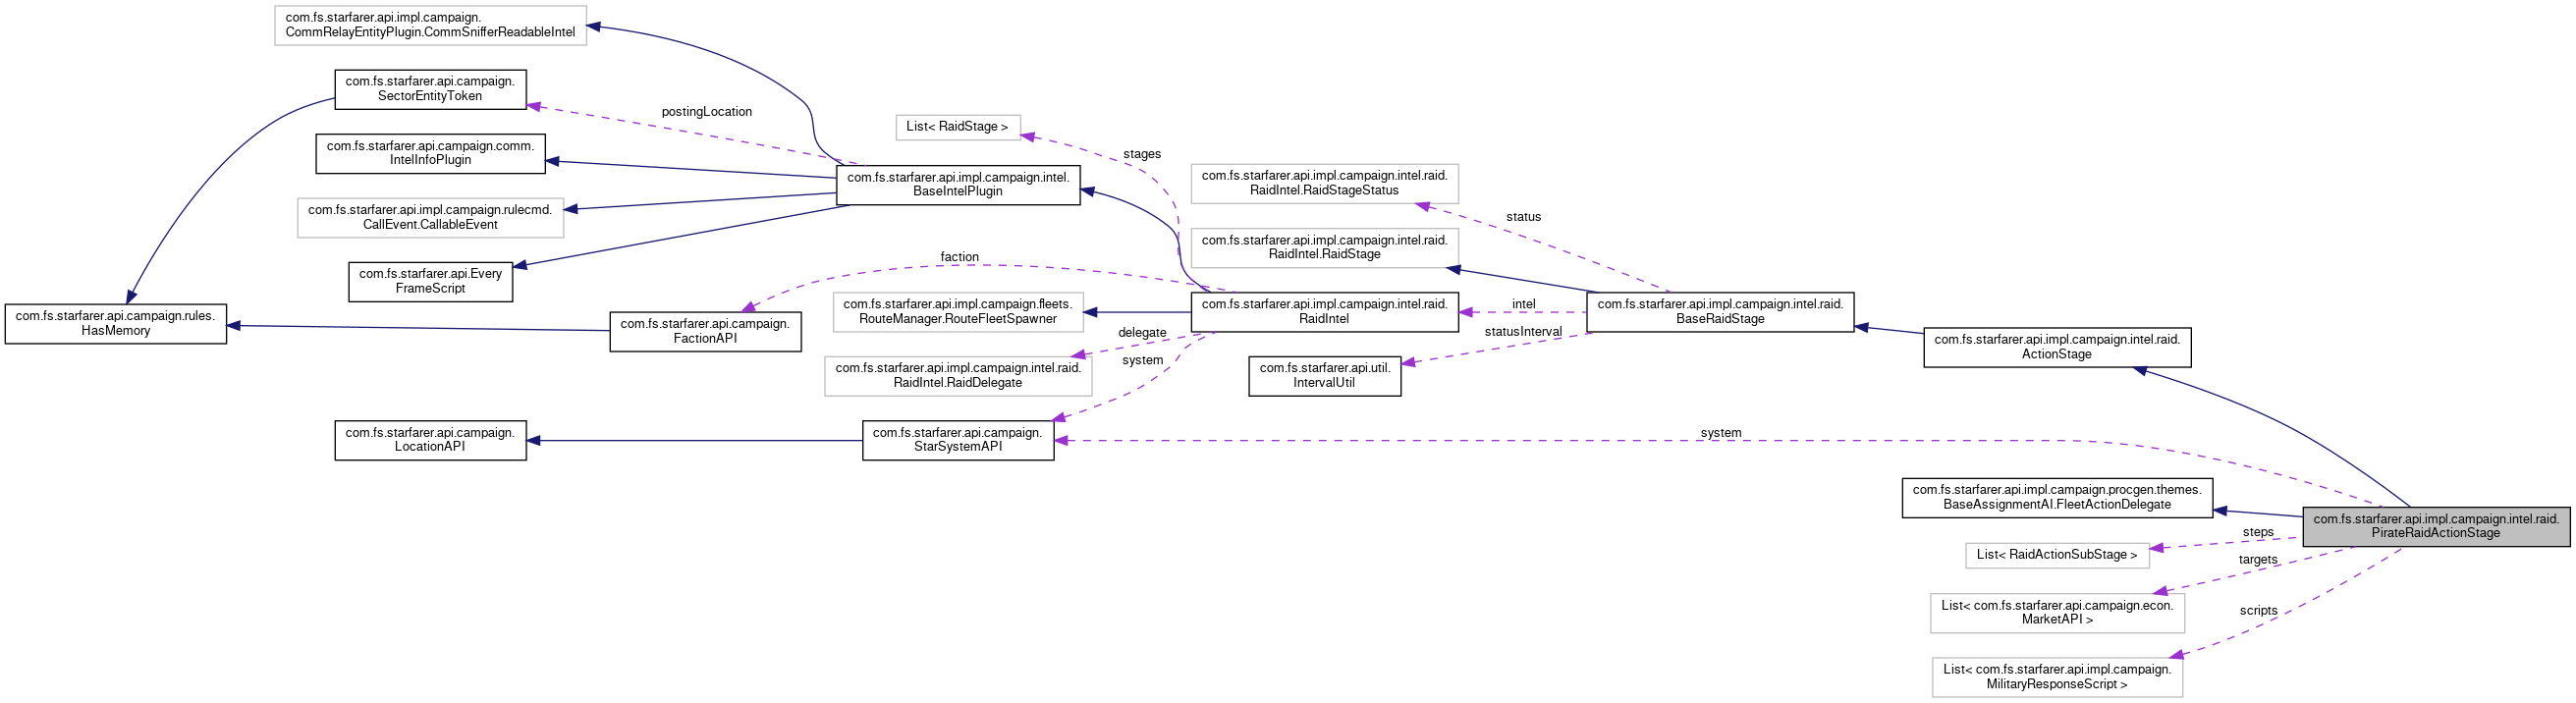 com.fs.starfarer.api.impl.campaign.
CommRelayEntityPlugin.CommSnifferReadableIntel
com.fs.starfarer.api.campaign.
SectorEntityToken
postingLocation
com.fs.starfarer.api.campaign.comm.
IntelInfoPlugin
com.fs.starfarer.api.impl.campaign.rulecmd.
CallEvent.CallableEvent
com.fs.starfarer.api.Every
FrameScript
com.fs.starfarer.api.campaign.rules.
HasMemory
com.fs.starfarer.api.campaign.
FactionAPI
com.fs.starfarer.api.campaign.
LocationAPI
com.fs.starfarer.api.impl.campaign.intel.
BaseIntelPlugin
List< RaidStage >
stages
faction
com.fs.starfarer.api.impl.campaign.fleets.
RouteManager.RouteFleetSpawner
com.fs.starfarer.api.impl.campaign.intel.raid.
RaidIntel.RaidDelegate
delegate
system
com.fs.starfarer.api.campaign.
StarSystemAPI
com.fs.starfarer.api.impl.campaign.intel.raid.
RaidIntel.RaidStageStatus
com.fs.starfarer.api.impl.campaign.intel.raid.
RaidIntel.RaidStage
com.fs.starfarer.api.impl.campaign.intel.raid.
RaidIntel
com.fs.starfarer.api.util.
IntervalUtil
status
intel
statusInterval
com.fs.starfarer.api.impl.campaign.intel.raid.
BaseRaidStage
system
com.fs.starfarer.api.impl.campaign.intel.raid.
ActionStage
com.fs.starfarer.api.impl.campaign.procgen.themes.
BaseAssignmentAI.FleetActionDelegate
List< RaidActionSubStage >
List< com.fs.starfarer.api.campaign.econ.
MarketAPI >
List< com.fs.starfarer.api.impl.campaign.
MilitaryResponseScript >
steps
targets
scripts
com.fs.starfarer.api.impl.campaign.intel.raid.
PirateRaidActionStage